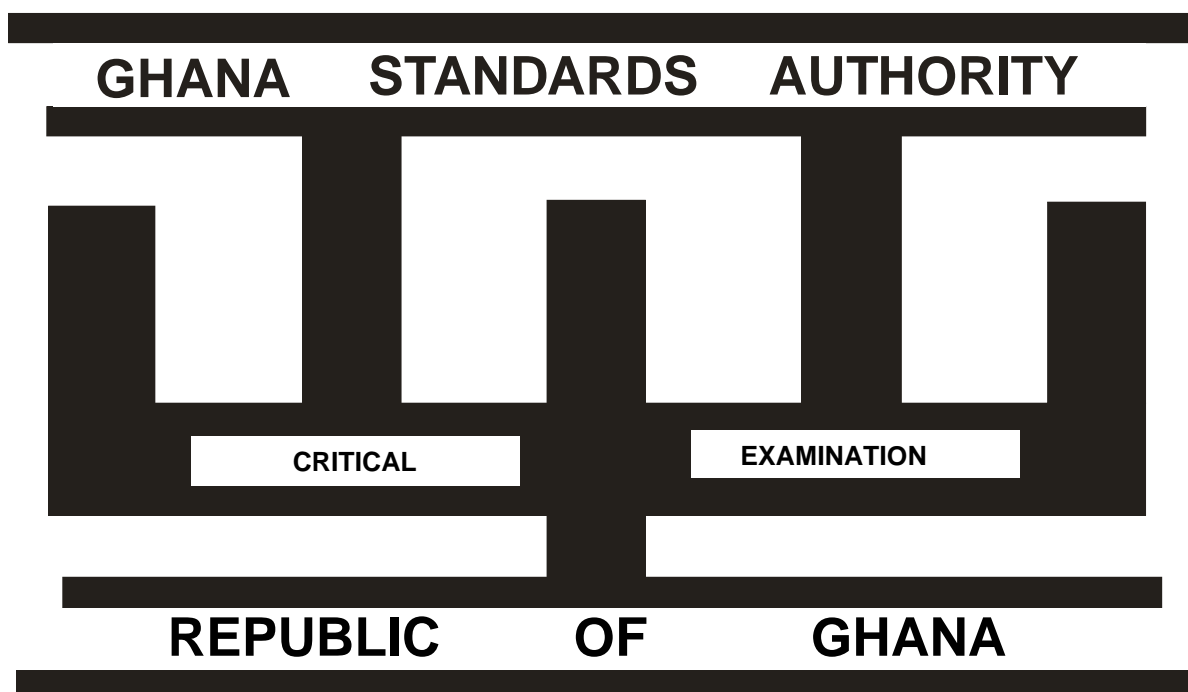 GHANA STANDARDS AUTHORITY
CRITICAL EXAMINATION
REPUBLIC OF GHANA